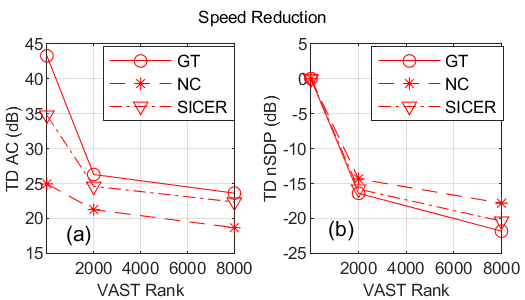 Speed Reduction
45
40
35
30
25
20
15
TD AC (dB)
2000 4000 6000 8000
VAST Rank
GT
NC
SICER
(a)
5
0
-5
-10
-15
-20
-25
TD nSDP (dB)
2000 4000 6000 8000
VAST Rank
GT
NC
SICER
(b)